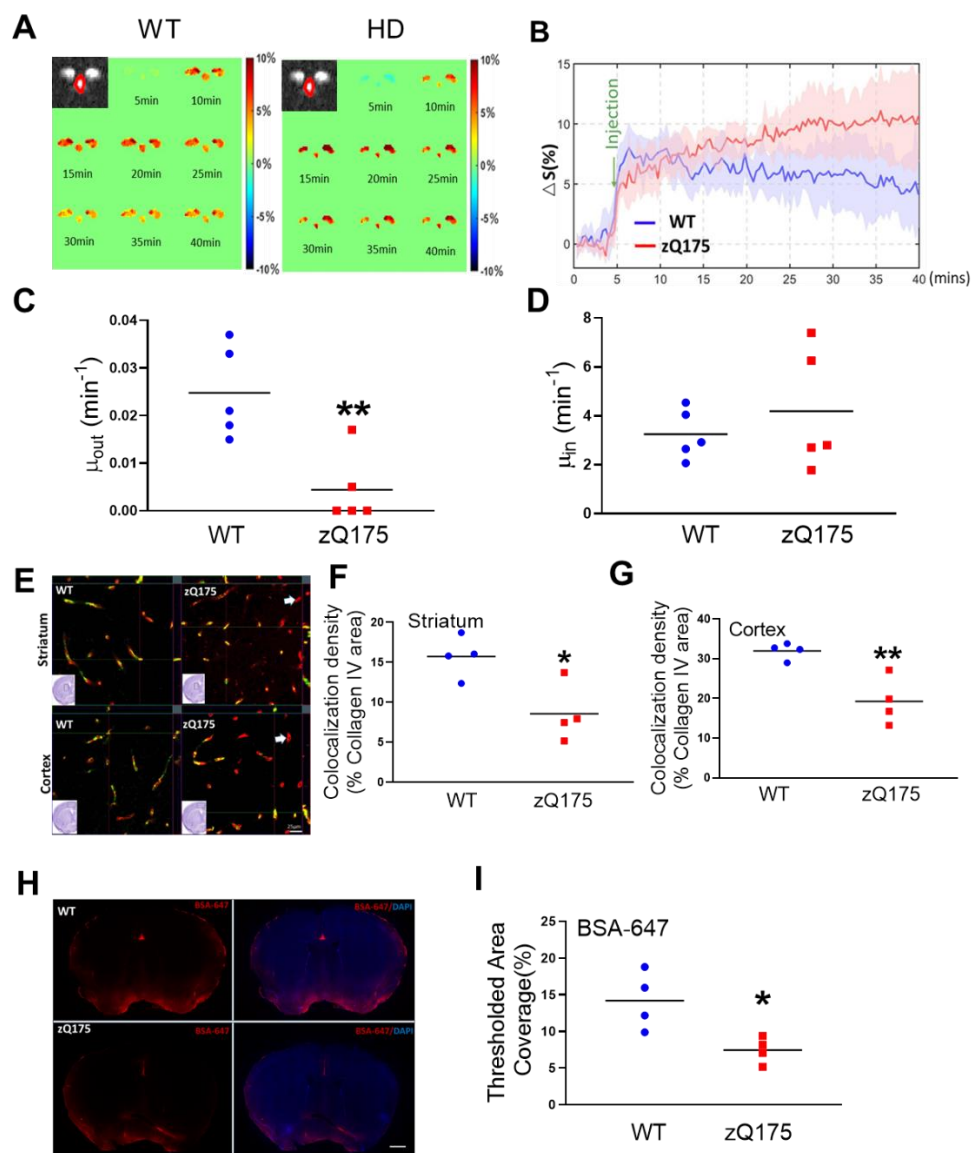 A
WT
HD
5min
10min
15min
20min
25min
30min
35min
40min
10%
5%
0%
-5%
-10%
5min
10min
15min
20min
25min
30min
35min
40min
10%
5%
0%
-5%
-10%
B
15
10
5
0
△S(%)
Injection
WT
zQ175
0
5
10
15
20
25
30
35
40
(mins)
C
0.04
0.03
0.02
0.01
0.00
μout (min⁻¹)
**
WT
zQ175
D
8
6
4
2
0
μin (min⁻¹)
WT
zQ175
E
WT
zQ175
Striatum
WT
zQ175
Cortex
25μm
F
Striatum
20
15
10
5
0
Colocalization density
(% Collagen IV area)
*
WT
zQ175
G
Cortex
40
30
20
10
0
Colocalization density
(% Collagen IV area)
**
WT
zQ175
H
WT
BSA-647
BSA-647/DAPI
zQ175
BSA-647
BSA-647/DAPI
I
BSA-647
25
20
15
10
5
0
Thresholded Area
Coverage(%)
*
WT
zQ175